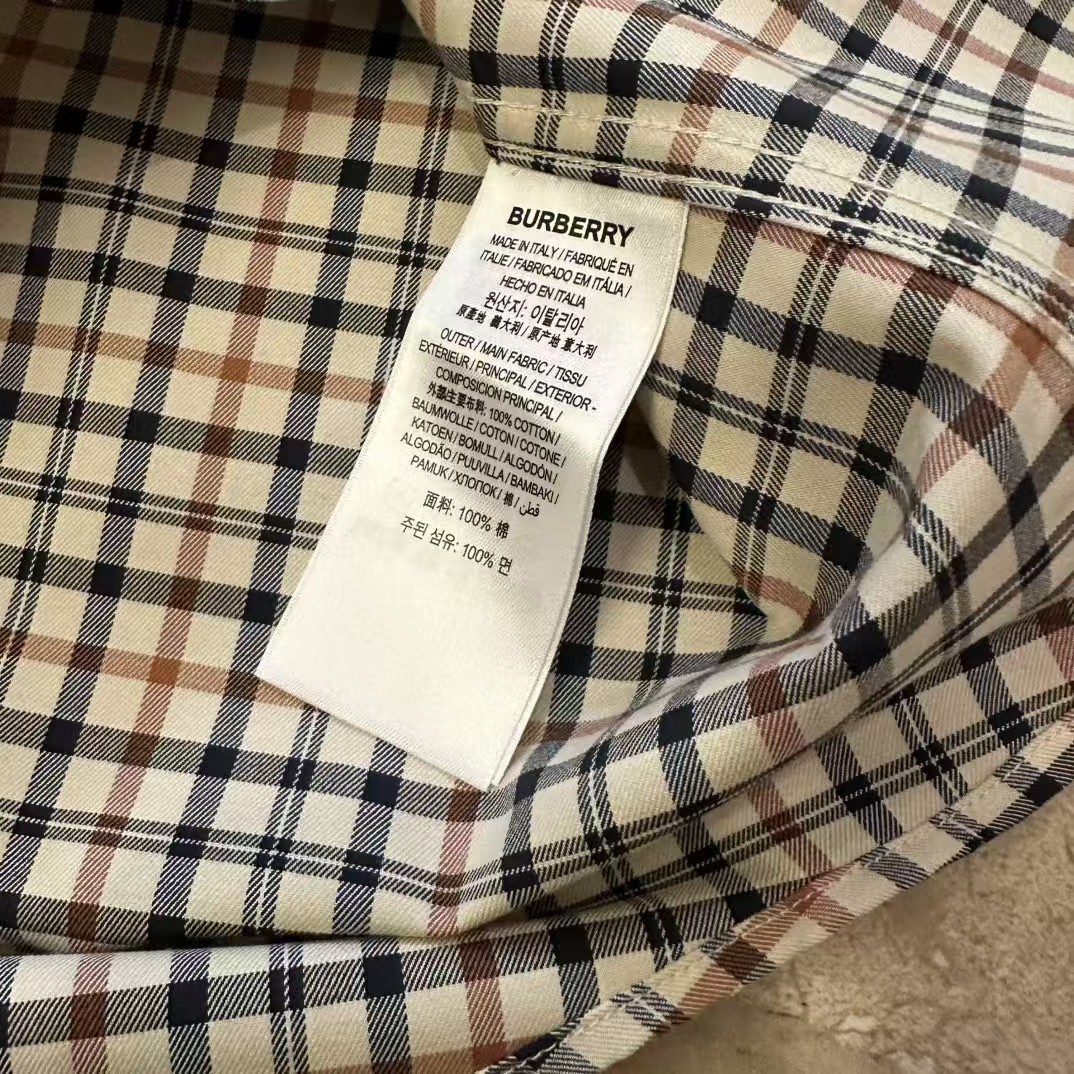 BURBERRY
MADE IN ITALY / FABRIQUÉ EN
ITALIE / FABRICADO EM ITÁLIA /
HECHO EN ITALIA
원산지: 이탈리아
原產地 義大利 / 原产地 意大利
OUTER / MAIN FABRIC / TISSU
EXTÉRIEUR / PRINCIPAL / EXTERIOR -
COMPOSICION PRINCIPAL /
外部主要布料: 100% COTTON /
BAUMWOLLE / COTON / COTONE /
KATOEN / BOMULL / ALGODÓN /
ALGODÃO / PUUVILLA / BAMBAKI /
PAMUK / ХЛОПОК / 棉 / قطن
面料: 100% 棉
주된 섬유: 100% 면